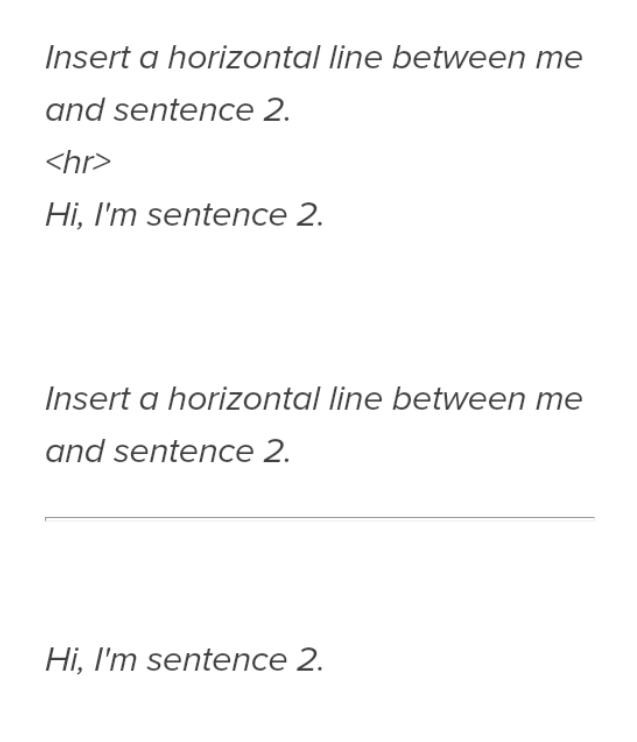 Insert a horizontal line between me
and sentence 2.
<hr>
Hi, I'm sentence 2.
Insert a horizontal line between me
and sentence 2.
Hi, I'm sentence 2.